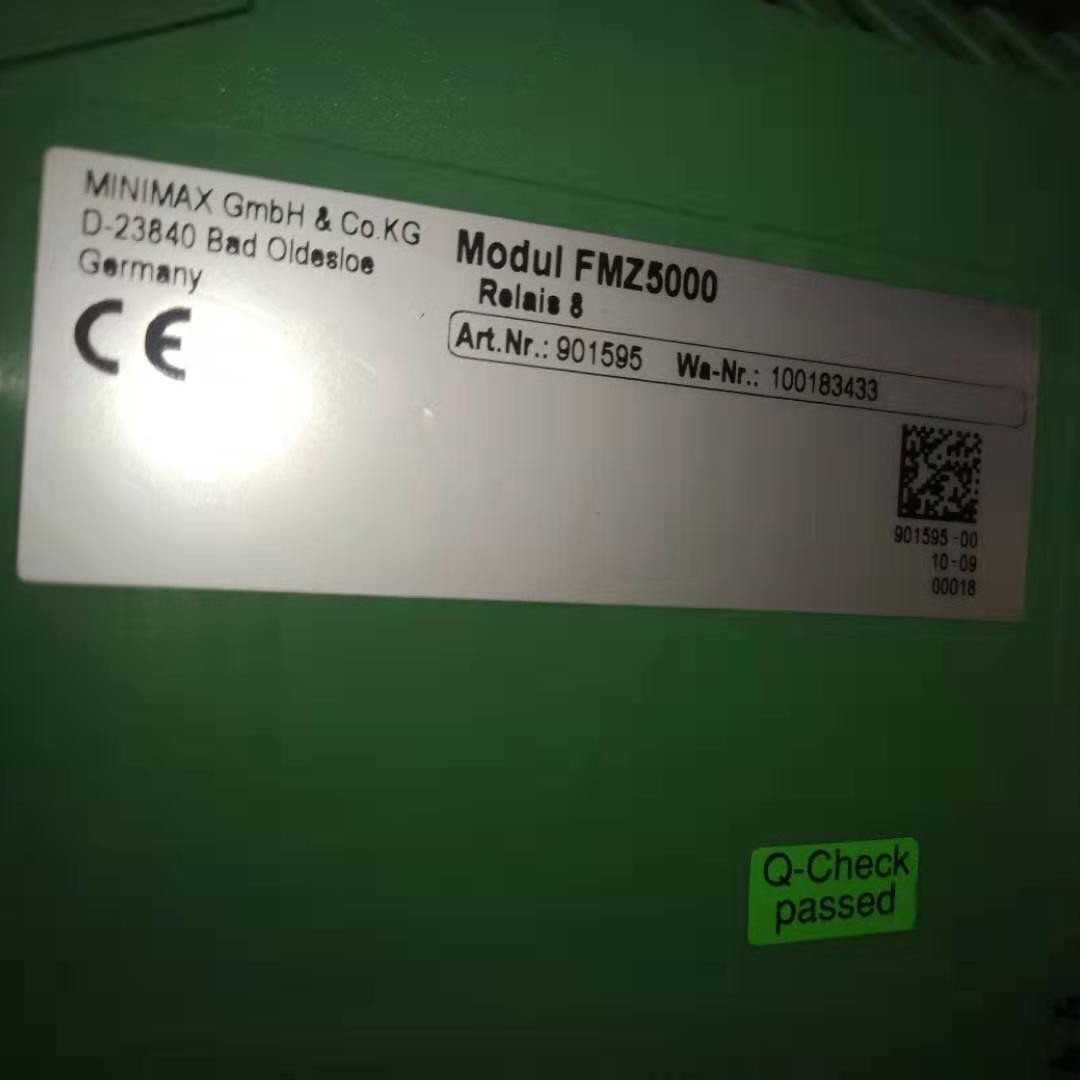 MINIMAX GmbH & Co.KG
D-23840 Bad Oldesloe
Germany
CE
Modul FMZ5000
Relais 8
Art.Nr.: 901595 Wa-Nr.: 100183433
901595-00
10-09
00018
Q-Check
passed